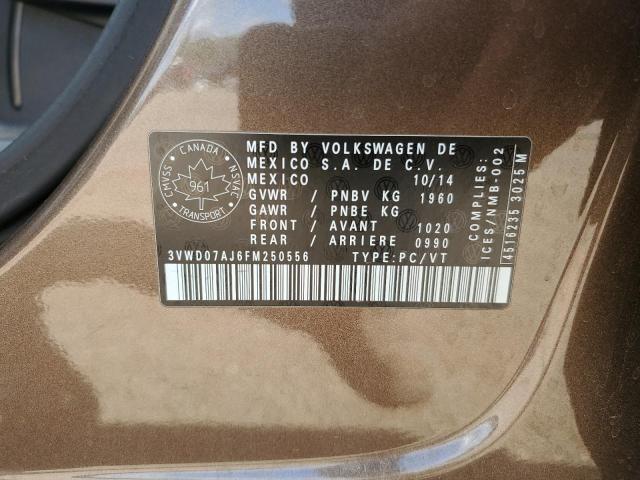 MFD BY VOLKSWAGEN DE
MEXICO S.A. DE C.V.
MEXICO 10/14
GVWR / PNBV KG 1960
GAWR / PNBE KG
FRONT / AVANT 1020
REAR / ARRIERE 0990
3VWD07AJ6FM250556 TYPE:PC/VT
CANADA
CMVSS
NSVAC
961
TRANSPORT
COMPLIES:
ICES/NMB-002
4516235 3025M